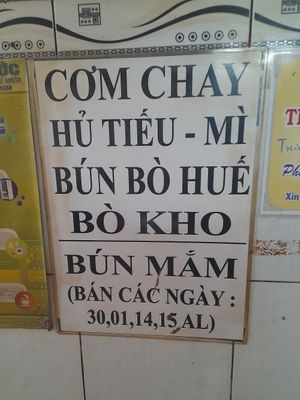 CƠM CHAY
HỦ TIẾU - MÌ
BÚN BÒ HUẾ
BÒ KHO
BÚN MẮM
(BÁN CÁC NGÀY :
30,01,14,15 AL)